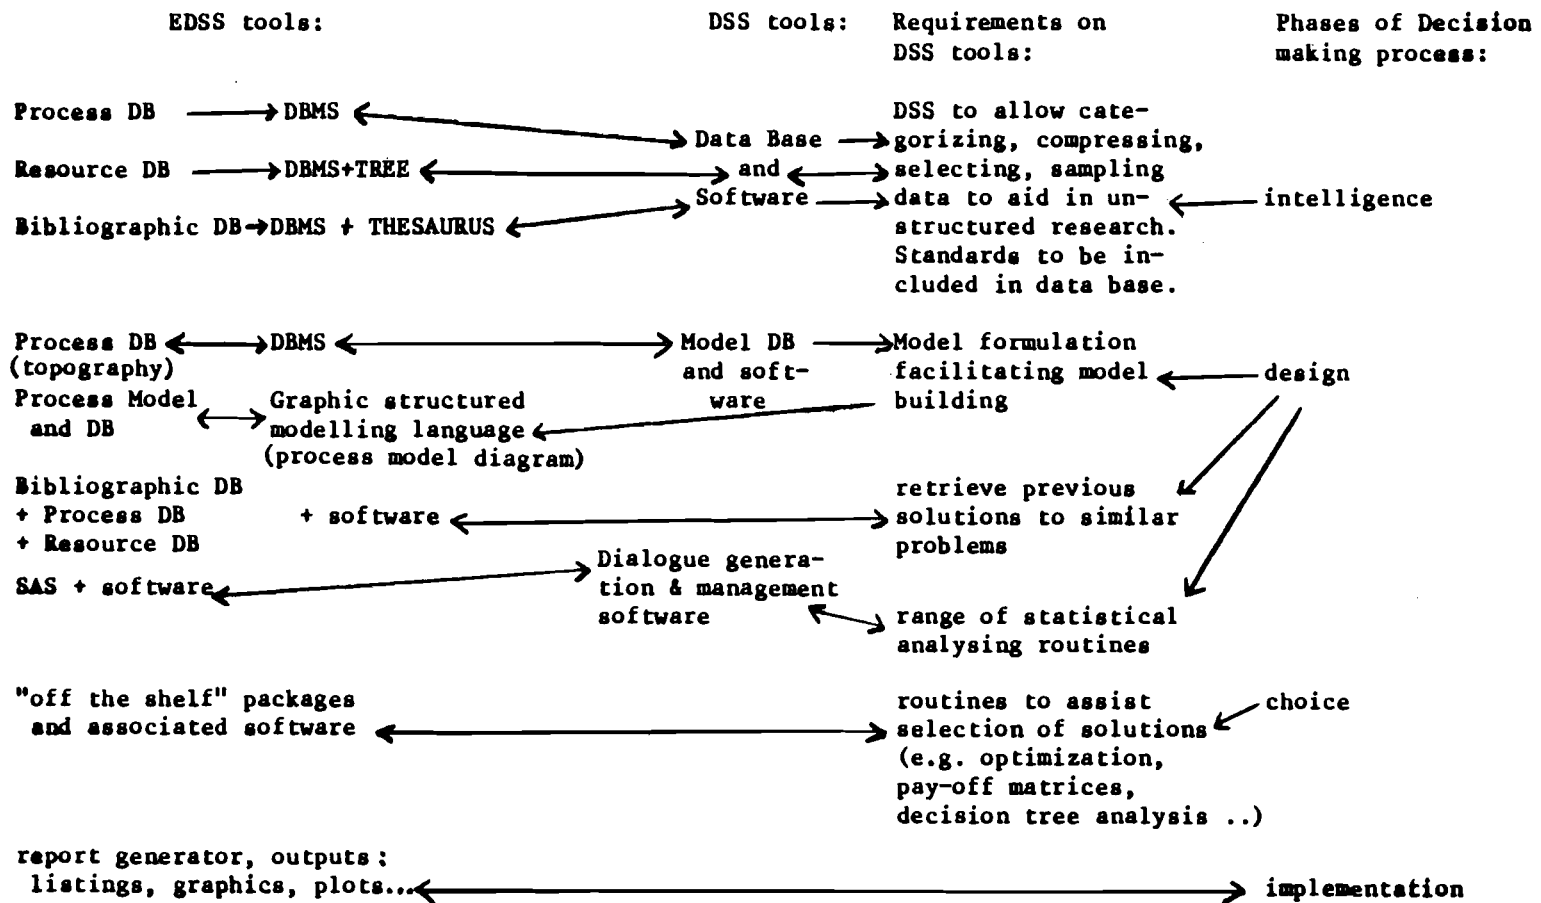 EDSS tools: DSS tools: Requirements on Phases of Decision
DSS tools: making process:
Process DB DBMS DSS to allow cate-
Data Base gorizing, compressing,
Resource DB DBMS+TREE and selecting, sampling
Software data to aid in un- intelligence
Bibliographic DB DBMS + THESAURUS structured research.
Standards to be in-
cluded in data base.
Process DB DBMS Model DB Model formulation
(topography) and soft- facilitating model design
Process Model Graphic structured ware building
and DB modelling language
(process model diagram)
Bibliographic DB retrieve previous
+ Process DB + software solutions to similar
+ Resource DB problems
Dialogue genera-
SAS + software tion & management
software range of statistical
analysing routines
"off the shelf" packages routines to assist choice
and associated software selection of solutions
(e.g. optimization,
pay-off matrices,
decision tree analysis ..)
report generator, outputs:
listings, graphics, plots... implementation